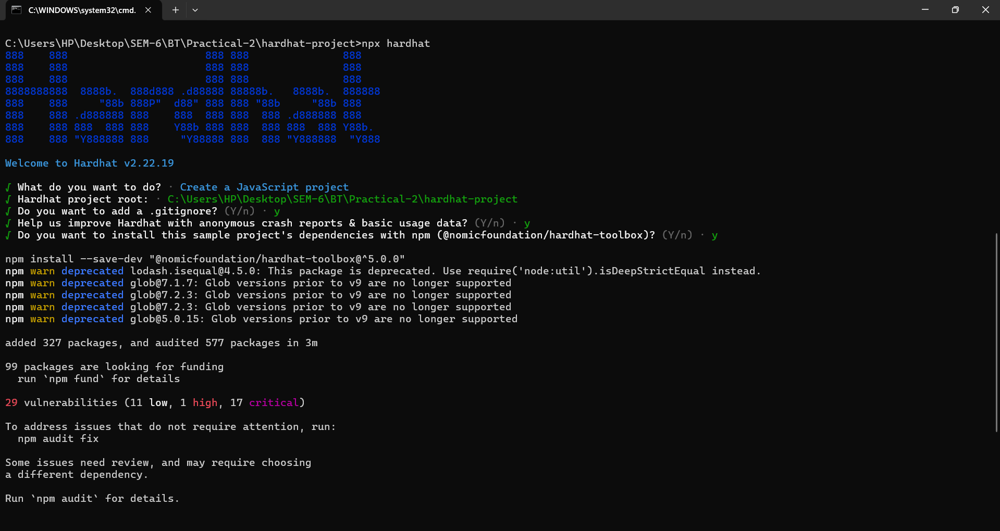 C:\WINDOWS\system32\cmd.
C:\Users\HP\Desktop\SEM-6\BT\Practical-2\hardhat-project>npx hardhat
888    888                      888 888               888
888    888                      888 888               888
888    888                      888 888               888
8888888888  8888b.  888d888 .d88888 88888b.   8888b.  888888
888    888     "88b 888P"  d88" 888 888 "88b     "88b 888
888    888 .d888888 888    888  888 888  888 .d888888 888
888    888 888  888 888    Y88b 888 888  888 888  888 Y88b.
888    888 "Y888888 888     "Y88888 888  888 "Y888888  "Y888
Welcome to Hardhat v2.22.19
√ What do you want to do? · Create a JavaScript project
√ Hardhat project root: · C:\Users\HP\Desktop\SEM-6\BT\Practical-2\hardhat-project
√ Do you want to add a .gitignore? (Y/n) · y
√ Help us improve Hardhat with anonymous crash reports & basic usage data? (Y/n) · y
√ Do you want to install this sample project's dependencies with npm (@nomicfoundation/hardhat-toolbox)? (Y/n) · y
npm install --save-dev "@nomicfoundation/hardhat-toolbox@^5.0.0"
npm warn deprecated lodash.isequal@4.5.0: This package is deprecated. Use require('node:util').isDeepStrictEqual instead.
npm warn deprecated glob@7.1.7: Glob versions prior to v9 are no longer supported
npm warn deprecated glob@7.2.3: Glob versions prior to v9 are no longer supported
npm warn deprecated glob@7.2.3: Glob versions prior to v9 are no longer supported
npm warn deprecated glob@5.0.15: Glob versions prior to v9 are no longer supported
added 327 packages, and audited 577 packages in 3m
99 packages are looking for funding
  run `npm fund` for details
29 vulnerabilities (11 low, 1 high, 17 critical)
To address issues that do not require attention, run:
  npm audit fix
Some issues need review, and may require choosing
a different dependency.
Run `npm audit` for details.